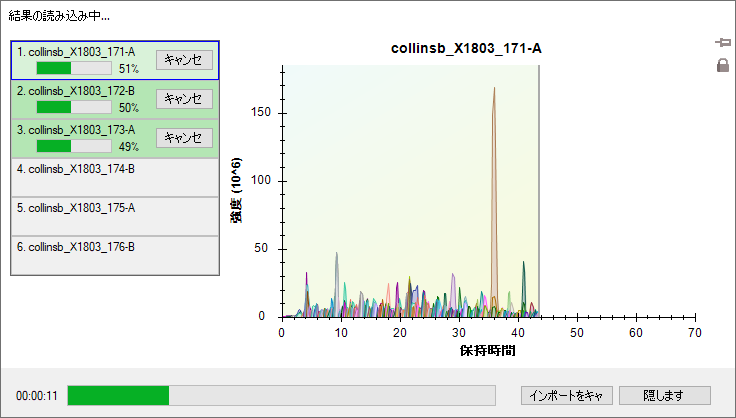 結果の読み込み中...
1. collinsb_X1803_171-A
51%
キャンセ
2. collinsb_X1803_172-B
50%
キャンセ
3. collinsb_X1803_173-A
49%
キャンセ
4. collinsb_X1803_174-B
5. collinsb_X1803_175-A
6. collinsb_X1803_176-B
collinsb_X1803_171-A
強度 (10^6)
150
100
50
0
0 10 20 30 40 50 60 70
保持時間
00:00:11
インポートをキャ
隠します